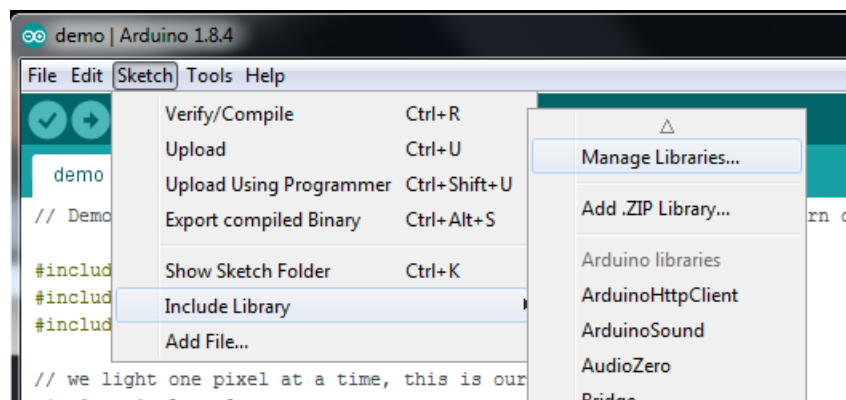 demo | Arduino 1.8.4
File Edit Sketch Tools Help
demo
Verify/Compile Ctrl+R
Upload Ctrl+U
Upload Using Programmer Ctrl+Shift+U
Export compiled Binary Ctrl+Alt+S
Show Sketch Folder Ctrl+K
Include Library
Add File...
Manage Libraries...
Add .ZIP Library...
Arduino libraries
ArduinoHttpClient
ArduinoSound
AudioZero
Bridge
// Demo
rn
#includ
#includ
#includ
// we light one pixel at a time, this is our